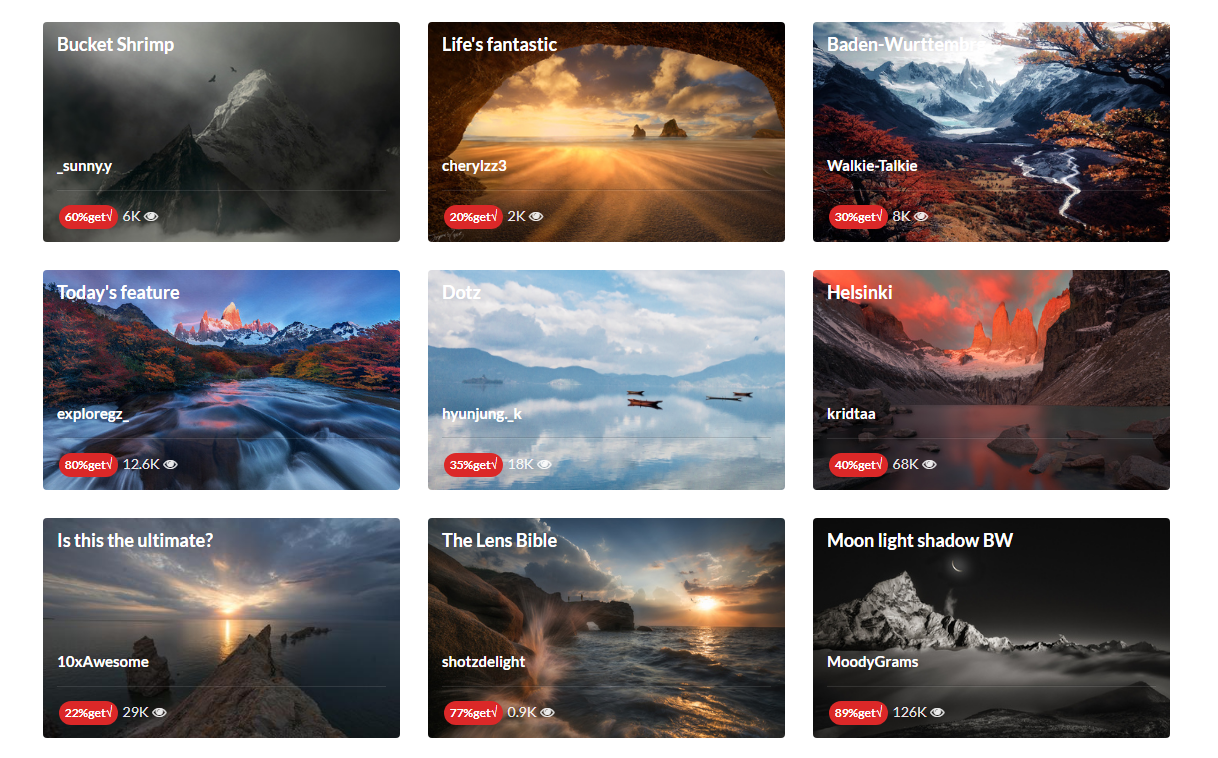 Bucket Shrimp
_sunny.y
60%get√ 6K
Life's fantastic
cherylzz3
20%get√ 2K
Baden-Wurttembre
Walkie-Talkie
30%get√ 8K
Today's feature
exploregz_
80%get√ 12.6K
Dotz
hyunjung._k
35%get√ 18K
Helsinki
kridtaa
40%get√ 68K
Is this the ultimate?
10xAwesome
22%get√ 29K
The Lens Bible
shotzdelight
77%get√ 0.9K
Moon light shadow BW
MoodyGrams
89%get√ 126K